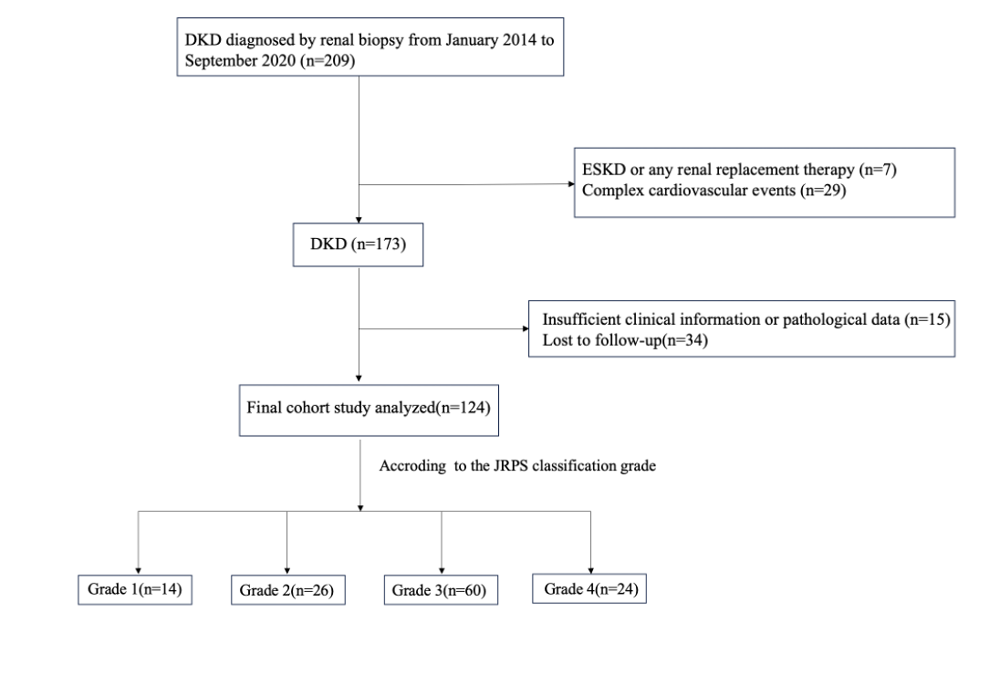 DKD diagnosed by renal biopsy from January 2014 to
September 2020 (n=209)
ESKD or any renal replacement therapy (n=7)
Complex cardiovascular events (n=29)
DKD (n=173)
Insufficient clinical information or pathological data (n=15)
Lost to follow-up(n=34)
Final cohort study analyzed(n=124)
Accroding to the JRPS classification grade
Grade 1(n=14)
Grade 2(n=26)
Grade 3(n=60)
Grade 4(n=24)